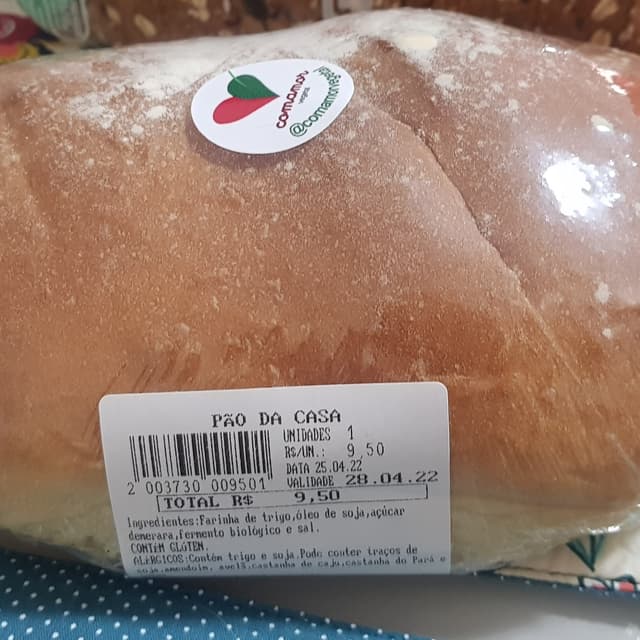 comamor
vegano
PÃO DA CASA
UNIDADES 1
R$/UN.: 9,50
DATA 25.04.22
2 003730 009501 VALIDADE 28.04.22
TOTAL R$ 9,50
Ingredientes:Farinha de trigo,óleo de soja,açúcar
demerara,fermento biológico e sal.
CONTÉM GLÚTEN.
ALÉRGICOS:Contém trigo e soja.Pode conter traços de
soja,amendoim, avelã,castanha de caju,castanha do Pará e